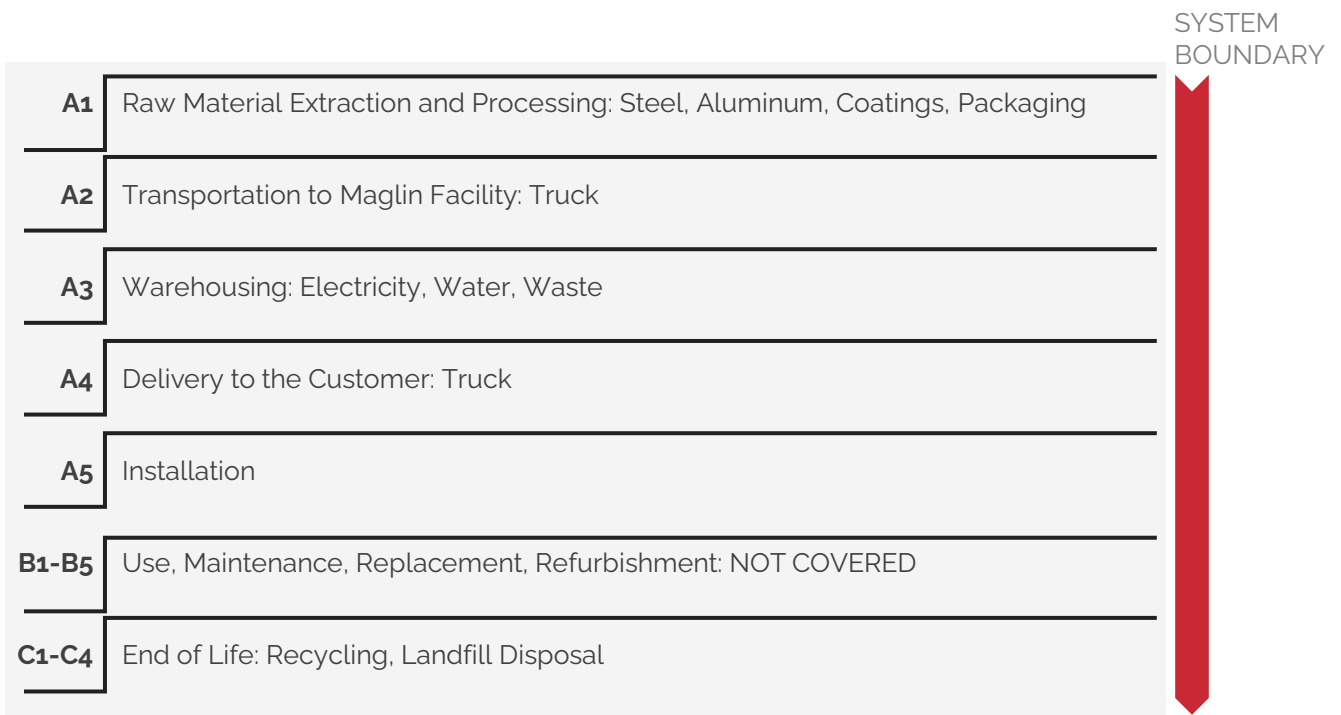 SYSTEM
BOUNDARY
A1 Raw Material Extraction and Processing: Steel, Aluminum, Coatings, Packaging
A2 Transportation to Maglin Facility: Truck
A3 Warehousing: Electricity, Water, Waste
A4 Delivery to the Customer: Truck
A5 Installation
B1-B5 Use, Maintenance, Replacement, Refurbishment: NOT COVERED
C1-C4 End of Life: Recycling, Landfill Disposal